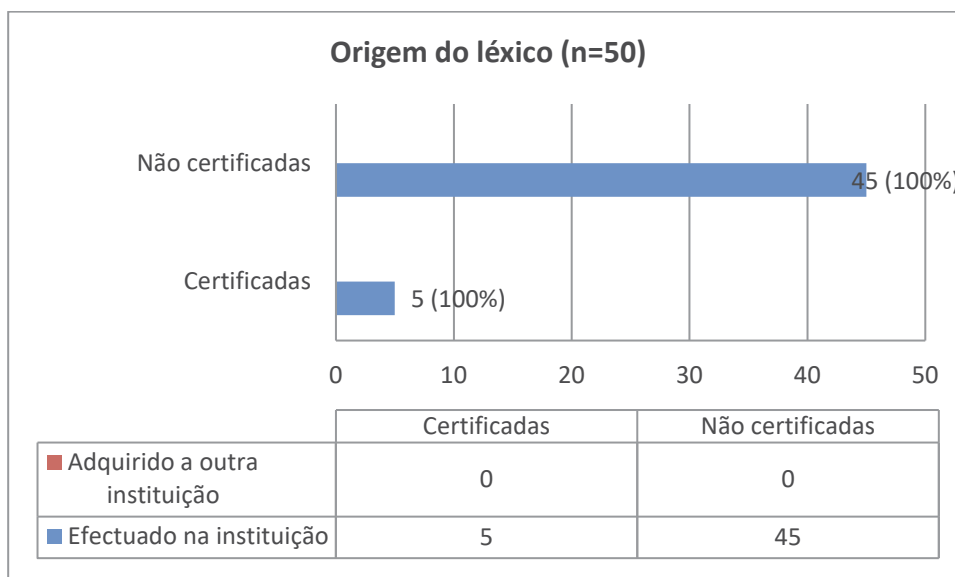 Origem do léxico (n=50)
Não certificadas
45 (100%)
Certificadas
5 (100%)
0 10 20 30 40 50
Certificadas Não certificadas
Adquirido a outra
instituição
0 0
Efectuado na instituição 5 45